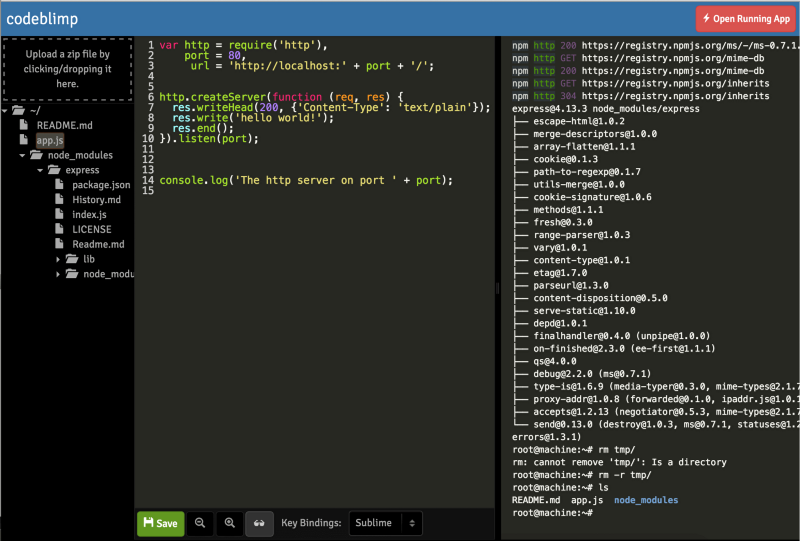 codeblimp
Open Running App
Upload a zip file by
clicking/dropping it
here.
~/
README.md
app.js
node_modules
express
package.json
History.md
index.js
LICENSE
Readme.md
lib
node_modu
1 var http = require('http'),
2 port = 80,
3 url = 'http://localhost:' + port + '/';
4
5
6 http.createServer(function (req, res) {
7 res.writeHead(200, {'Content-Type': 'text/plain'});
8 res.write('hello world!');
9 res.end();
10 }).listen(port);
11
12
13
14 console.log('The http server on port ' + port);
15
Save
Key Bindings:
Sublime
npm http 200 https://registry.npmjs.org/ms/-/ms-0.7.1.
npm http GET https://registry.npmjs.org/mime-db
npm http 200 https://registry.npmjs.org/mime-db
npm http GET https://registry.npmjs.org/inherits
npm http 304 https://registry.npmjs.org/inherits
express@4.13.3 node_modules/express
├── escape-html@1.0.2
├── merge-descriptors@1.0.0
├── array-flatten@1.1.1
├── cookie@0.1.3
├── path-to-regexp@0.1.7
├── utils-merge@1.0.0
├── cookie-signature@1.0.6
├── methods@1.1.1
├── fresh@0.3.0
├── range-parser@1.0.3
├── vary@1.0.1
├── content-type@1.0.1
├── etag@1.7.0
├── parseurl@1.3.0
├── content-disposition@0.5.0
├── serve-static@1.10.0
├── depd@1.0.1
├── finalhandler@0.4.0 (unpipe@1.0.0)
├── on-finished@2.3.0 (ee-first@1.1.1)
├── qs@4.0.0
├── debug@2.2.0 (ms@0.7.1)
├── type-is@1.6.9 (media-typer@0.3.0, mime-types@2.1.7
├── proxy-addr@1.0.8 (forwarded@0.1.0, ipaddr.js@1.0.1
├── accepts@1.2.13 (negotiator@0.5.3, mime-types@2.1.7
└── send@0.13.0 (destroy@1.0.3, ms@0.7.1, statuses@1.2
errors@1.3.1)
root@machine:~# rm tmp/
rm: cannot remove 'tmp/': Is a directory
root@machine:~# rm -r tmp/
root@machine:~# ls
README.md app.js node_modules
root@machine:~#